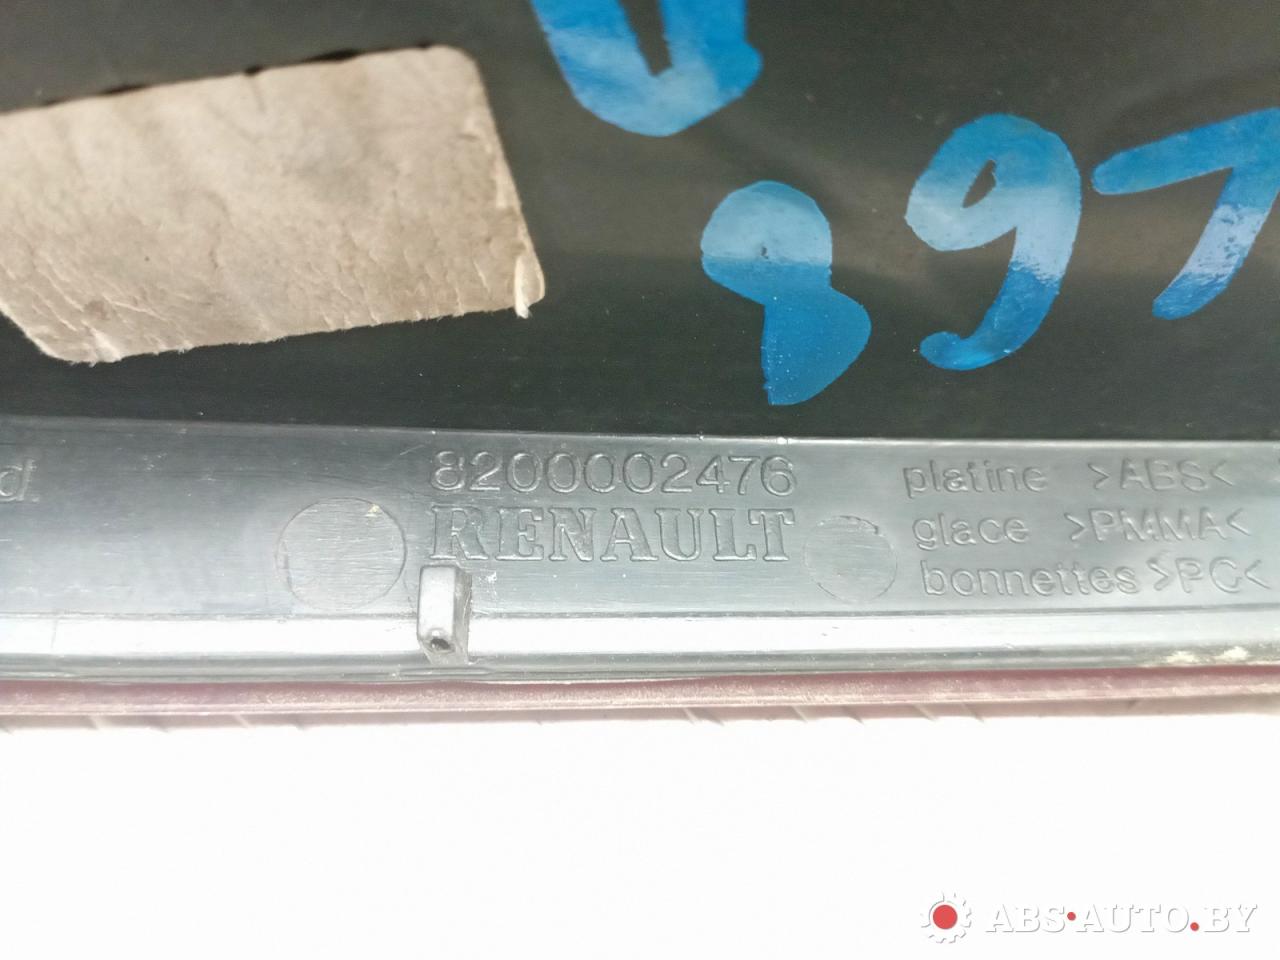 897
d
8200002476
RENAULT
platine >ABS<
glace >PMMA<
bonnettes >PC<
ABS·AUTO.BY